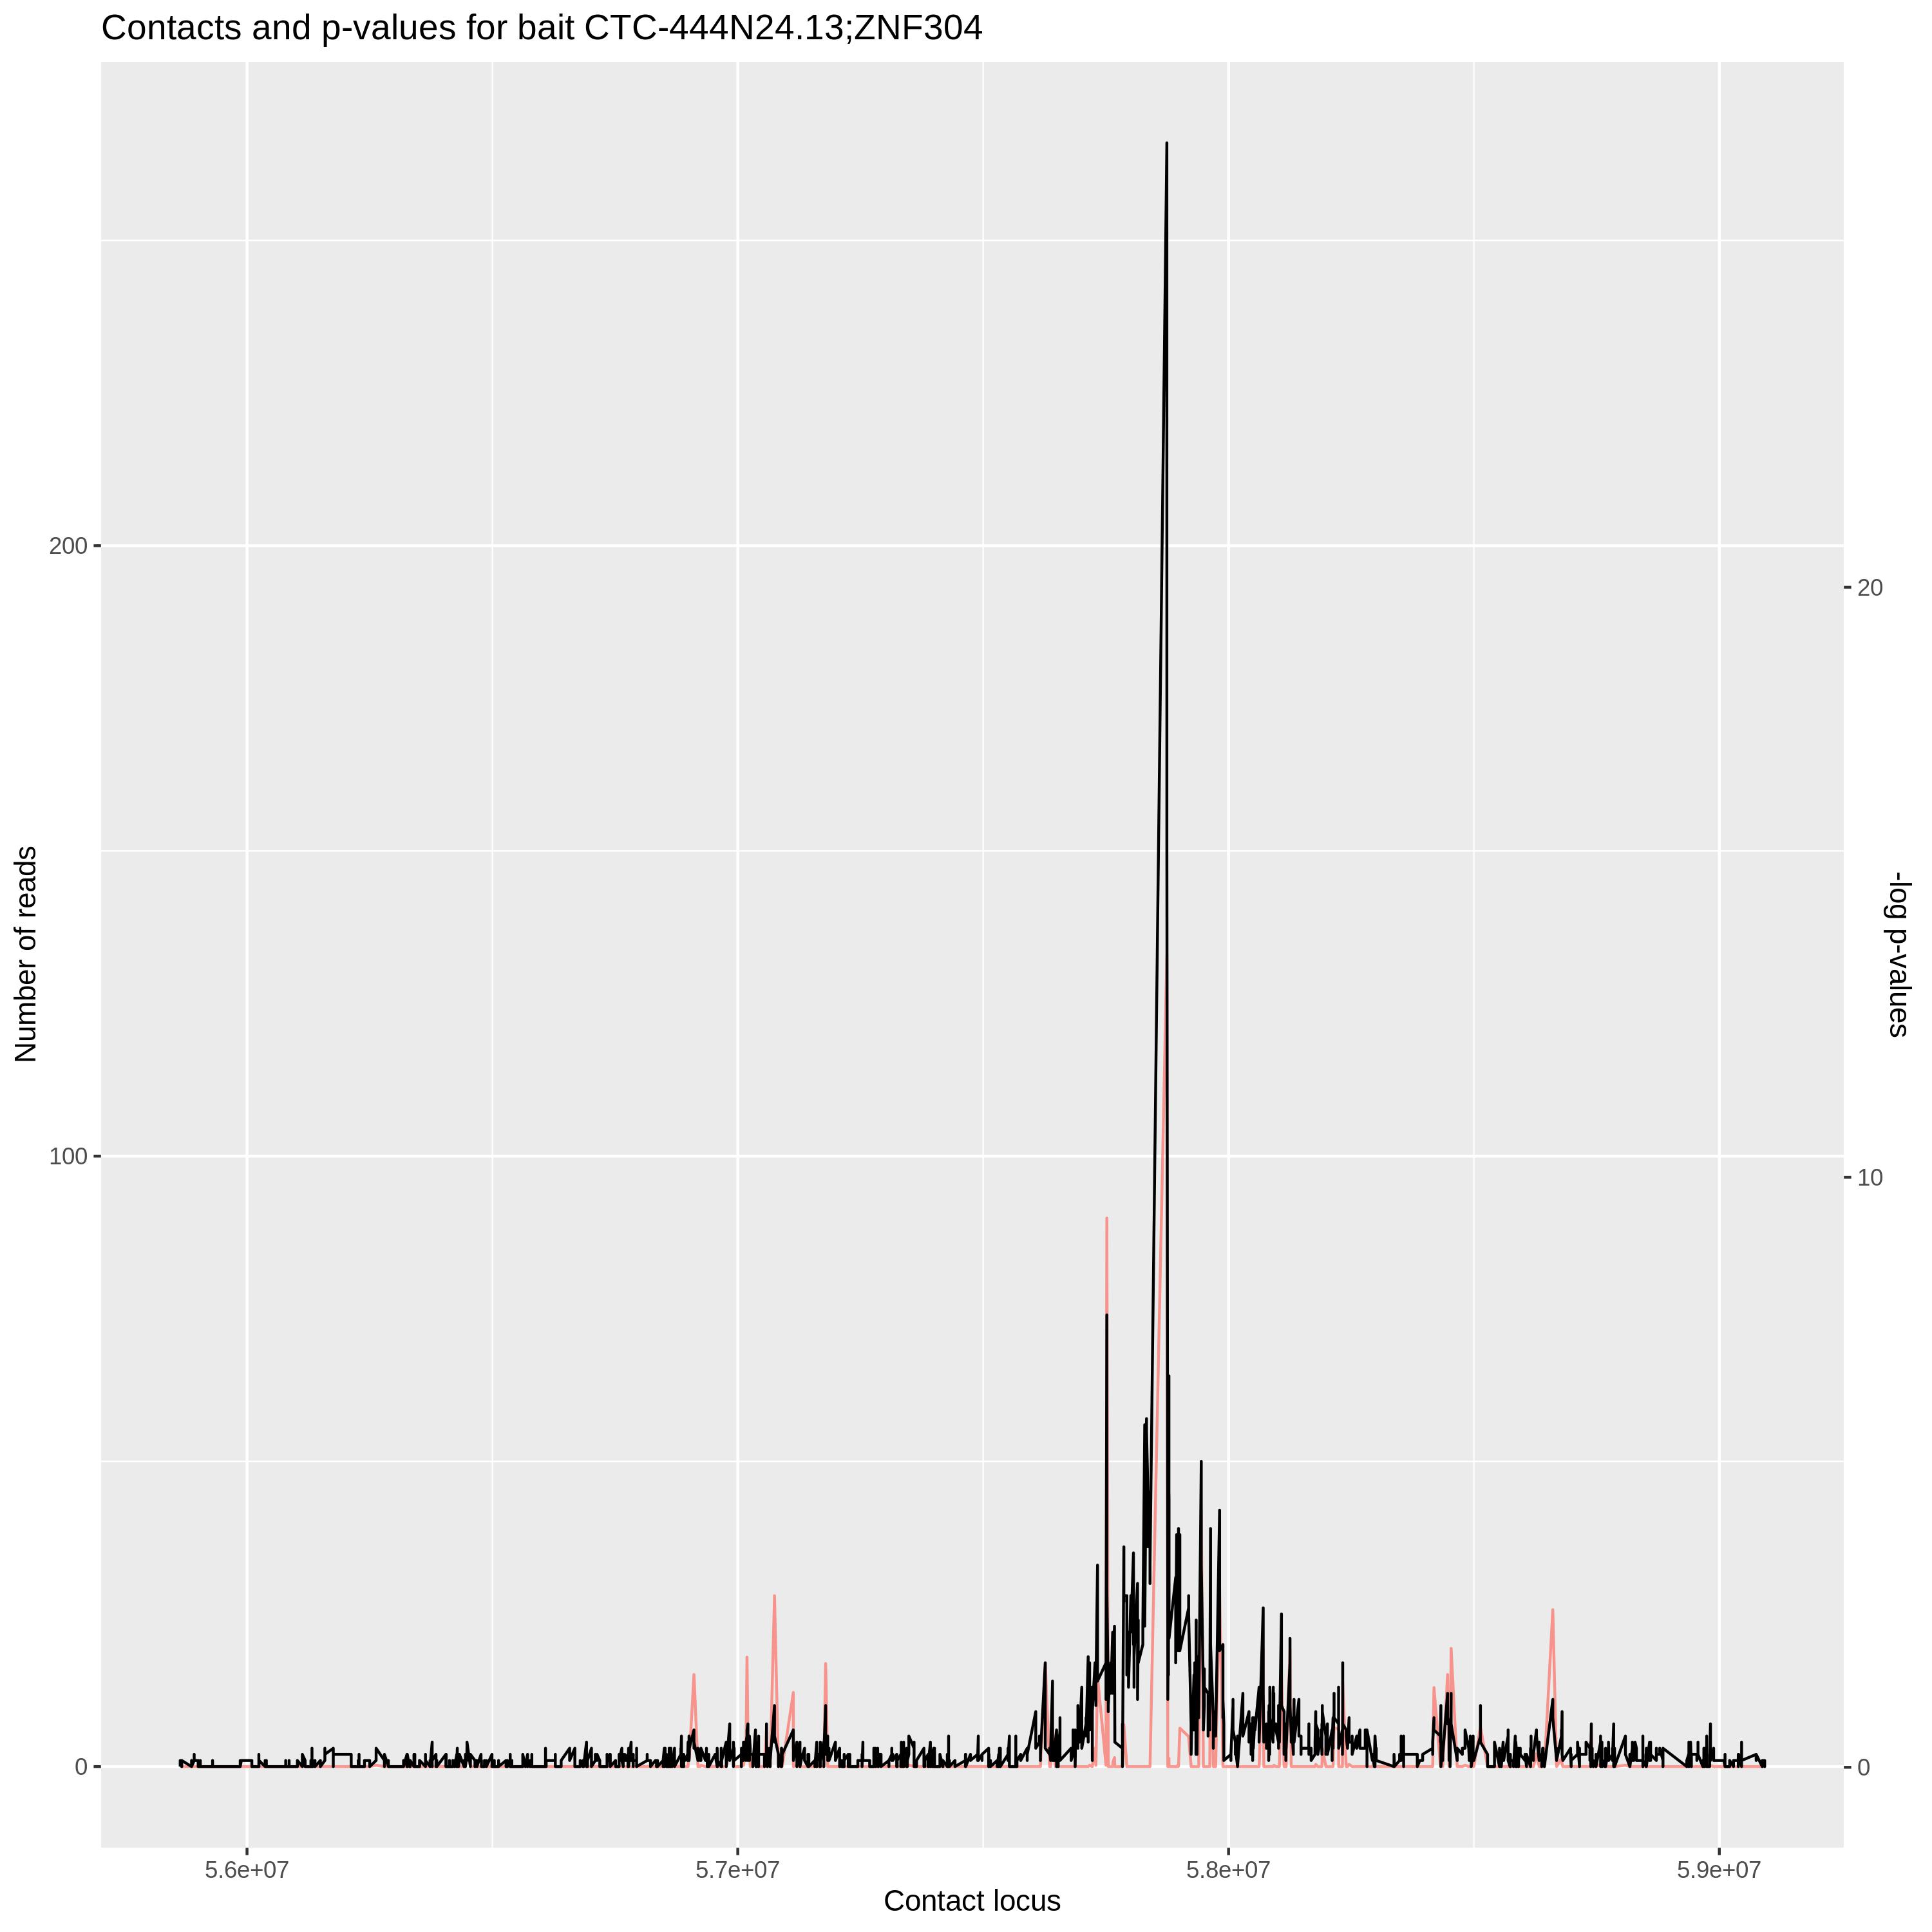 Contacts and p-values for bait CTC-444N24.13;ZNF304
Number of reads
200
100
0
20
10
0
-log p-values
5.6e+07 5.7e+07 5.8e+07 5.9e+07
Contact locus